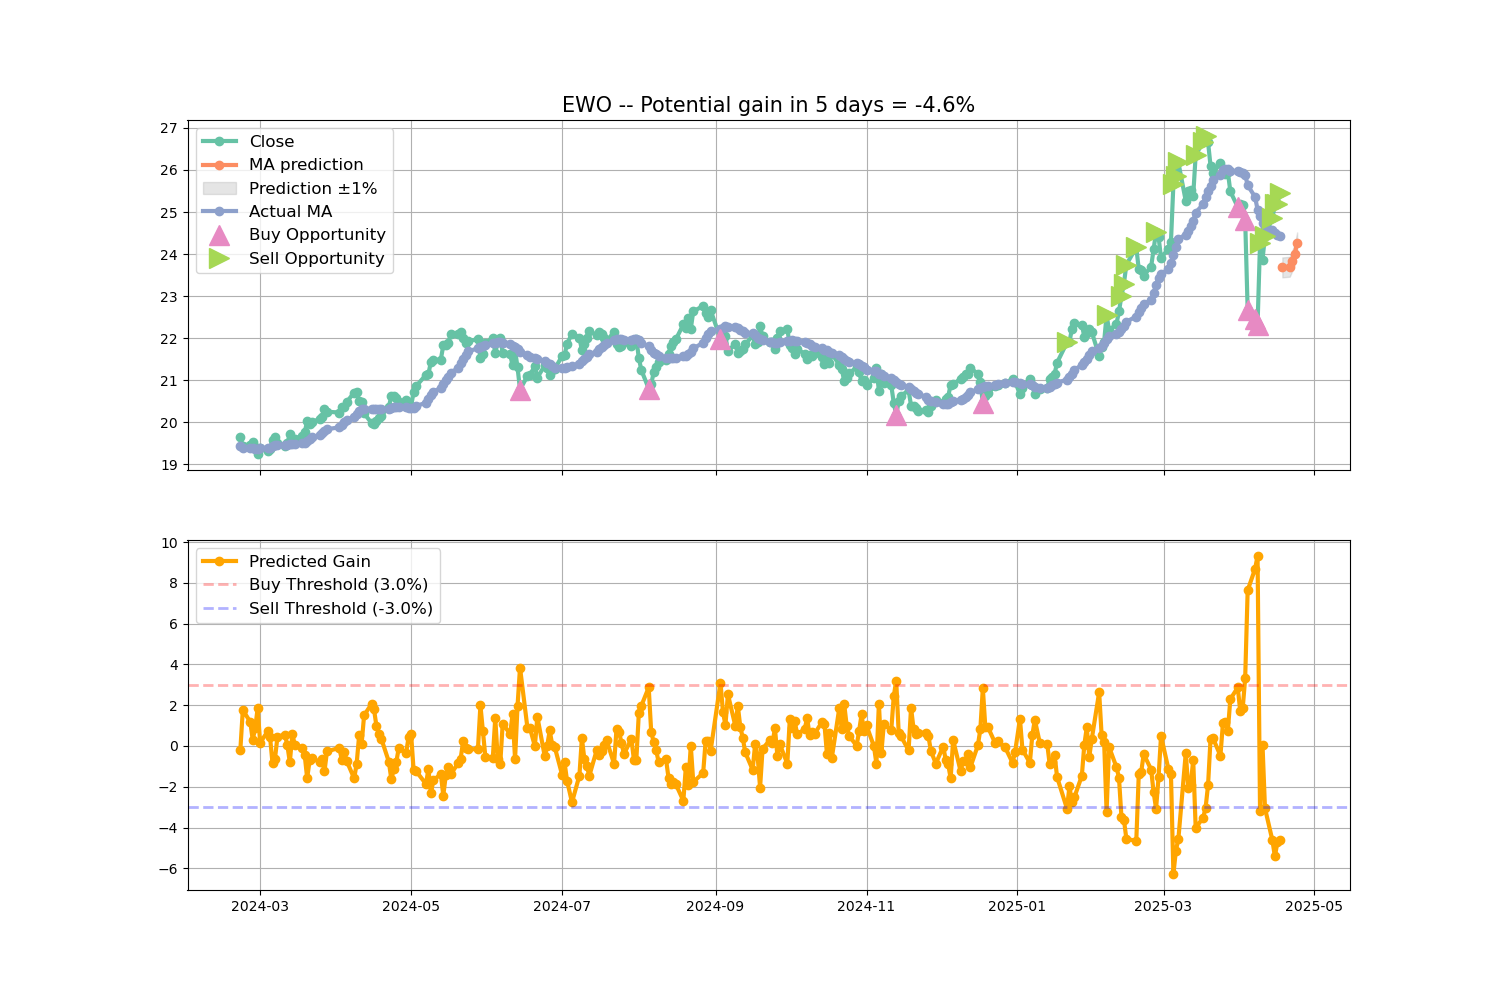 EWO -- Potential gain in 5 days = -4.6%
27
26
25
24
23
22
21
20
19
Close
MA prediction
Prediction ±1%
Actual MA
Buy Opportunity
Sell Opportunity
10
8
6
4
2
0
−2
−4
−6
Predicted Gain
Buy Threshold (3.0%)
Sell Threshold (-3.0%)
2024-03 2024-05 2024-07 2024-09 2024-11 2025-01 2025-03 2025-05